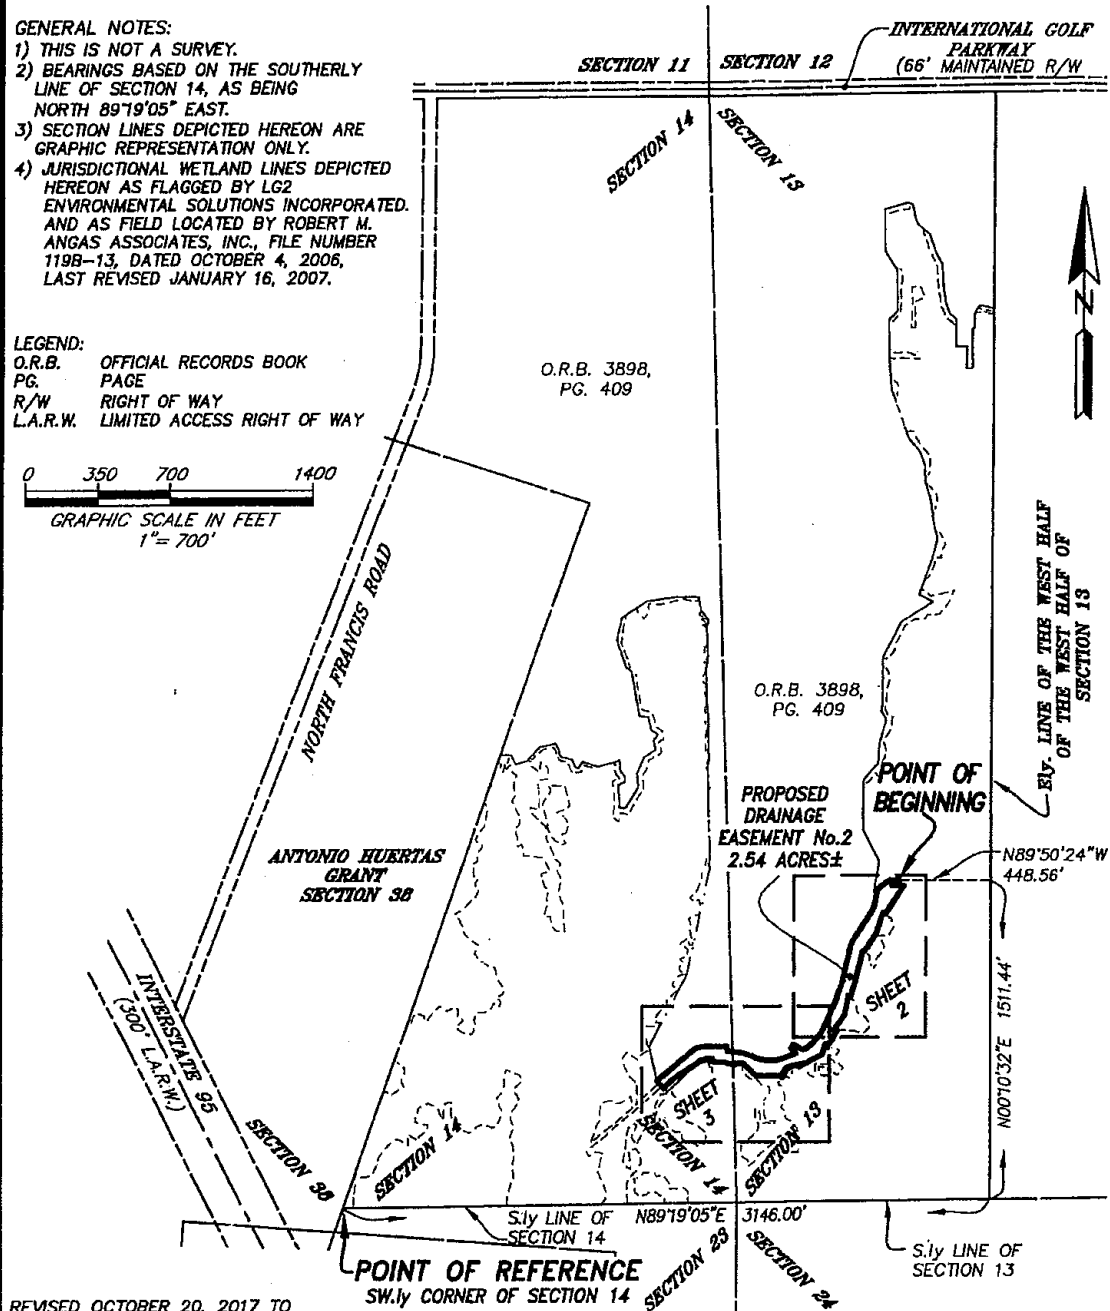 GENERAL NOTES:
1) THIS IS NOT A SURVEY.
2) BEARINGS BASED ON THE SOUTHERLY
LINE OF SECTION 14, AS BEING
NORTH 89°19'05" EAST.
3) SECTION LINES DEPICTED HEREON ARE
GRAPHIC REPRESENTATION ONLY.
4) JURISDICTIONAL WETLAND LINES DEPICTED
HEREON AS FLAGGED BY LG2
ENVIRONMENTAL SOLUTIONS INCORPORATED.
AND AS FIELD LOCATED BY ROBERT M.
ANGAS ASSOCIATES, INC., FILE NUMBER
119B-13, DATED OCTOBER 4, 2006,
LAST REVISED JANUARY 16, 2007.
LEGEND:
O.R.B. OFFICIAL RECORDS BOOK
PG. PAGE
R/W RIGHT OF WAY
L.A.R.W. LIMITED ACCESS RIGHT OF WAY
0 350 700 1400
GRAPHIC SCALE IN FEET
1"= 700'
INTERNATIONAL GOLF
PARKWAY
(66' MAINTAINED R/W
SECTION 11
SECTION 12
SECTION 14
SECTION 13
N
O.R.B. 3898,
PG. 409
NORTH FRANCIS ROAD
Ely. LINE OF THE WEST HALF
OF THE WEST HALF OF
SECTION 13
O.R.B. 3898,
PG. 409
POINT OF
BEGINNING
PROPOSED
DRAINAGE
EASEMENT No.2
2.54 ACRES±
N89°50'24"W
448.56'
ANTONIO HUERTAS
GRANT
SECTION 38
INTERSTATE 95
(300' L.A.R.W.)
SHEET
2
N00°10'32"E 1511.44'
SHEET
3
SECTION 38
SECTION 14
SECTION 14
SECTION 13
S.ly LINE OF
SECTION 14
N89°19'05"E 3146.00'
S.ly LINE OF
SECTION 13
SECTION 23
SECTION 24
POINT OF REFERENCE
SW.ly CORNER OF SECTION 14
REVISED OCTOBER 20, 2017 TO